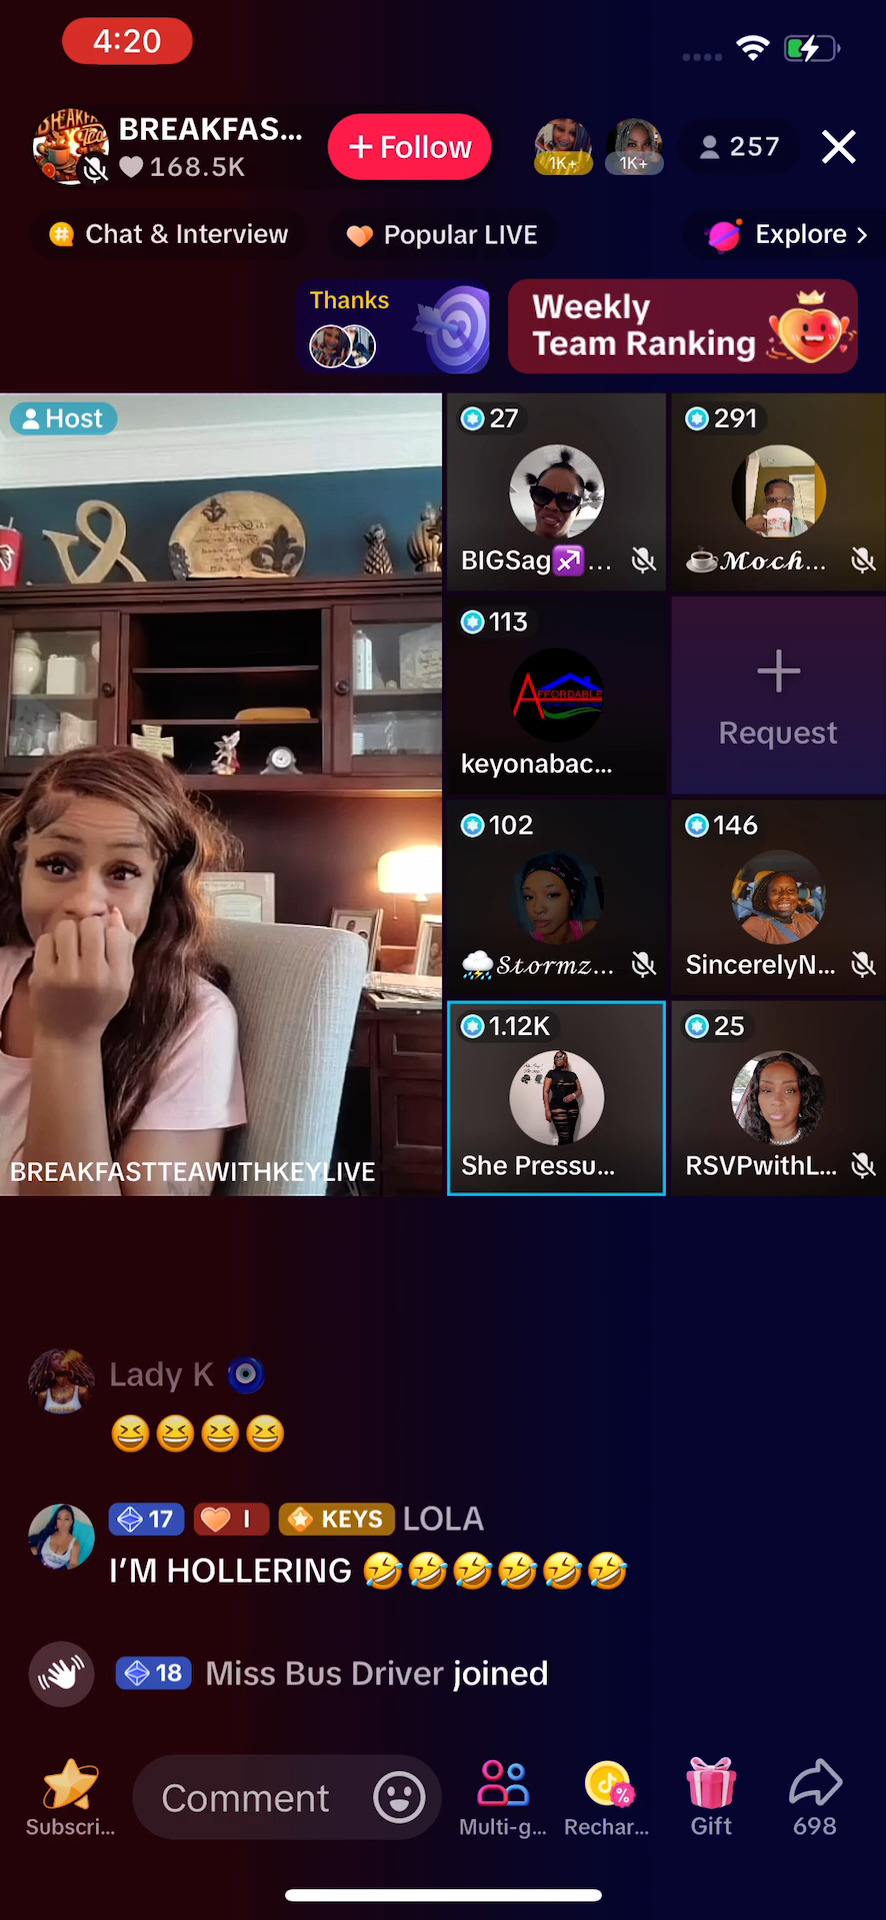 4:20
BREAKFAS...
168.5K
+ Follow
1K+
1K+
257
Chat & Interview
Popular LIVE
Explore >
Thanks
Weekly
Team Ranking
Host
27
BIGSag♐...
291
☕𝓜𝓸𝓬𝓱...
113
AFFORDABLE
keyonabac...
+
Request
102
⛈️𝓢𝓽𝓸𝓻𝓶𝔃...
146
SincerelyN...
1.12K
She Pressu...
25
RSVPwithL...
BREAKFASTTEAWITHKEYLIVE
Lady K 🧿
😆😆😆😆
17 I KEYS LOLA
I'M HOLLERING 🤣🤣🤣🤣🤣🤣
18 Miss Bus Driver joined
Subscri...
Comment
Multi-g...
Rechar...
Gift
698